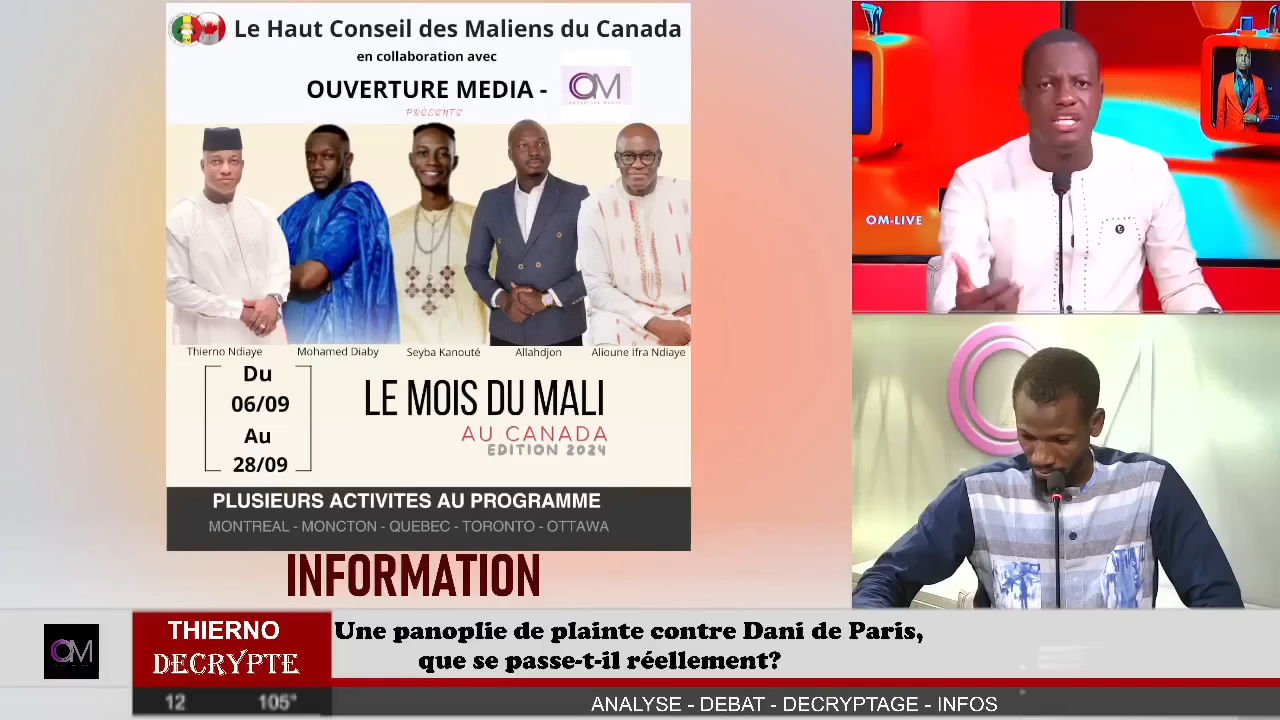 Le Haut Conseil des Maliens du Canada
en collaboration avec
OUVERTURE MEDIA - OM
PRÉSENTE
Thierno Ndiaye Mohamed Diaby Seyba Kanouté Allahdjon Alioune Ifra Ndiaye
Du
06/09
Au
28/09
LE MOIS DU MALI
AU CANADA
EDITION 2024
PLUSIEURS ACTIVITES AU PROGRAMME
MONTREAL - MONCTON - QUEBEC - TORONTO - OTTAWA
INFORMATION
OM-LIVE
OM
THIERNO
DECRYPTE
Une panoplie de plainte contre Dani de Paris,
que se passe-t-il réellement?
12 105°
ANALYSE - DEBAT - DECRYPTAGE - INFOS